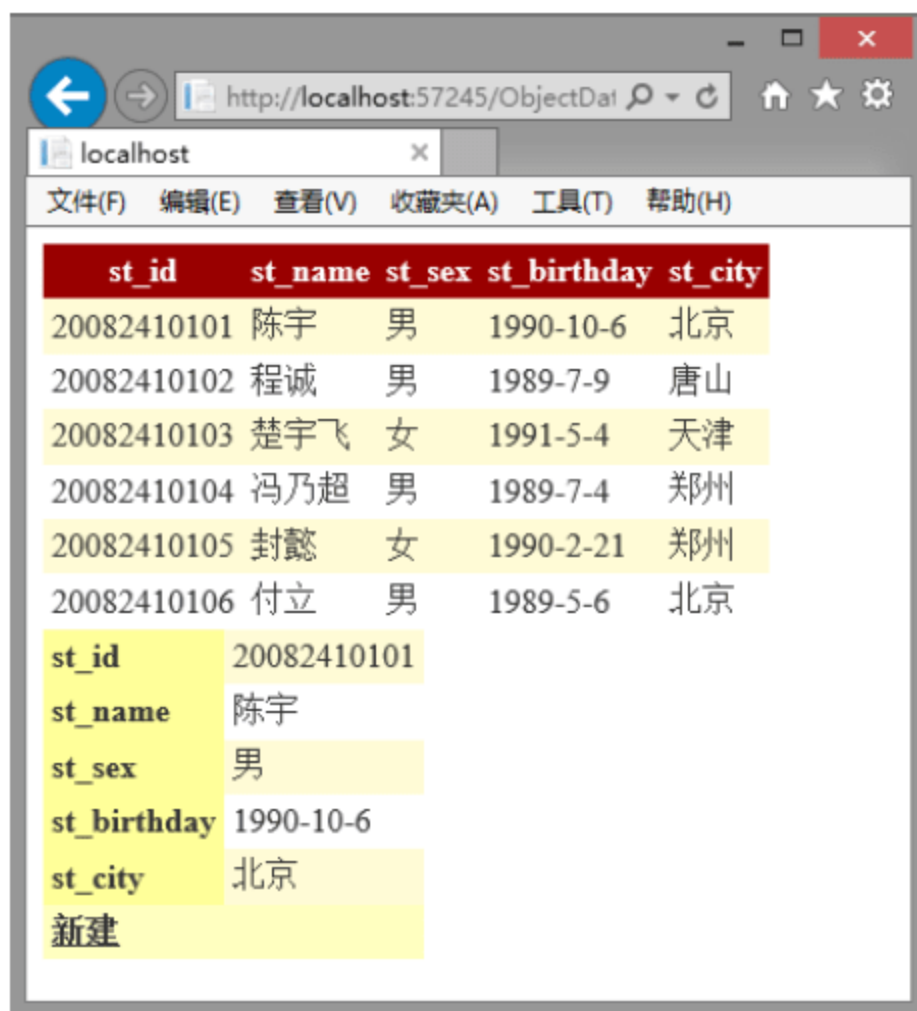 http://localhost:57245/ObjectDat
localhost
文件(F) 编辑(E) 查看(V) 收藏夹(A) 工具(T) 帮助(H)
st_id st_name st_sex st_birthday st_city
20082410101 陈宇 男 1990-10-6 北京
20082410102 程诚 男 1989-7-9 唐山
20082410103 楚宇飞 女 1991-5-4 天津
20082410104 冯乃超 男 1989-7-4 郑州
20082410105 封懿 女 1990-2-21 郑州
20082410106 付立 男 1989-5-6 北京
st_id 20082410101
st_name 陈宇
st_sex 男
st_birthday 1990-10-6
st_city 北京
新建